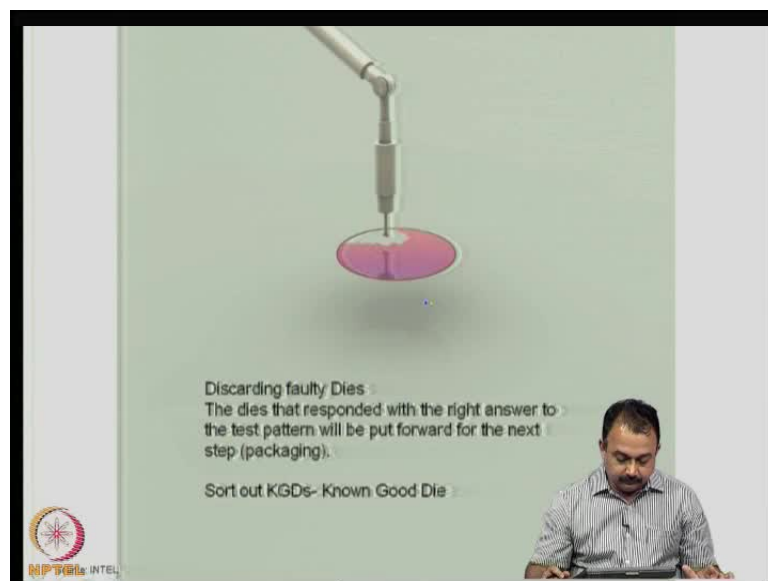 Discarding faulty Dies
The dies that responded with the right answer to
the test pattern will be put forward for the next
step (packaging).
Sort out KGDs- Known Good Die
NPTEL
INTEL